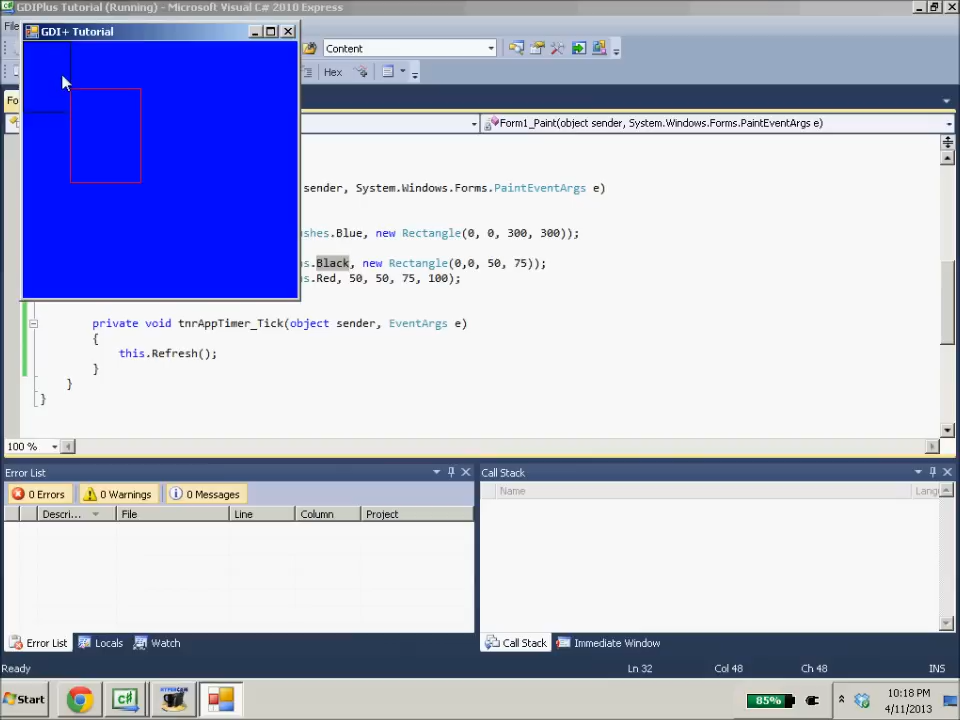 GDIPlus Tutorial (Running) - Microsoft Visual C# 2010 Express
GDI+ Tutorial
Content
Hex
Form1_Paint(object sender, System.Windows.Forms.PaintEventArgs e)
sender, System.Windows.Forms.PaintEventArgs e)
shes.Blue, new Rectangle(0, 0, 300, 300));
s.Black, new Rectangle(0,0, 50, 75));
s.Red, 50, 50, 75, 100);
private void tnrAppTimer_Tick(object sender, EventArgs e)
{
this.Refresh();
}
}
}
100 %
Error List
Call Stack
0 Errors
0 Warnings
0 Messages
Name
Lang
Descri...
File
Line
Column
Project
Error List
Locals
Watch
Call Stack
Immediate Window
Ready
Ln 32
Col 48
Ch 48
INS
Start
85%
10:18 PM
4/11/2013